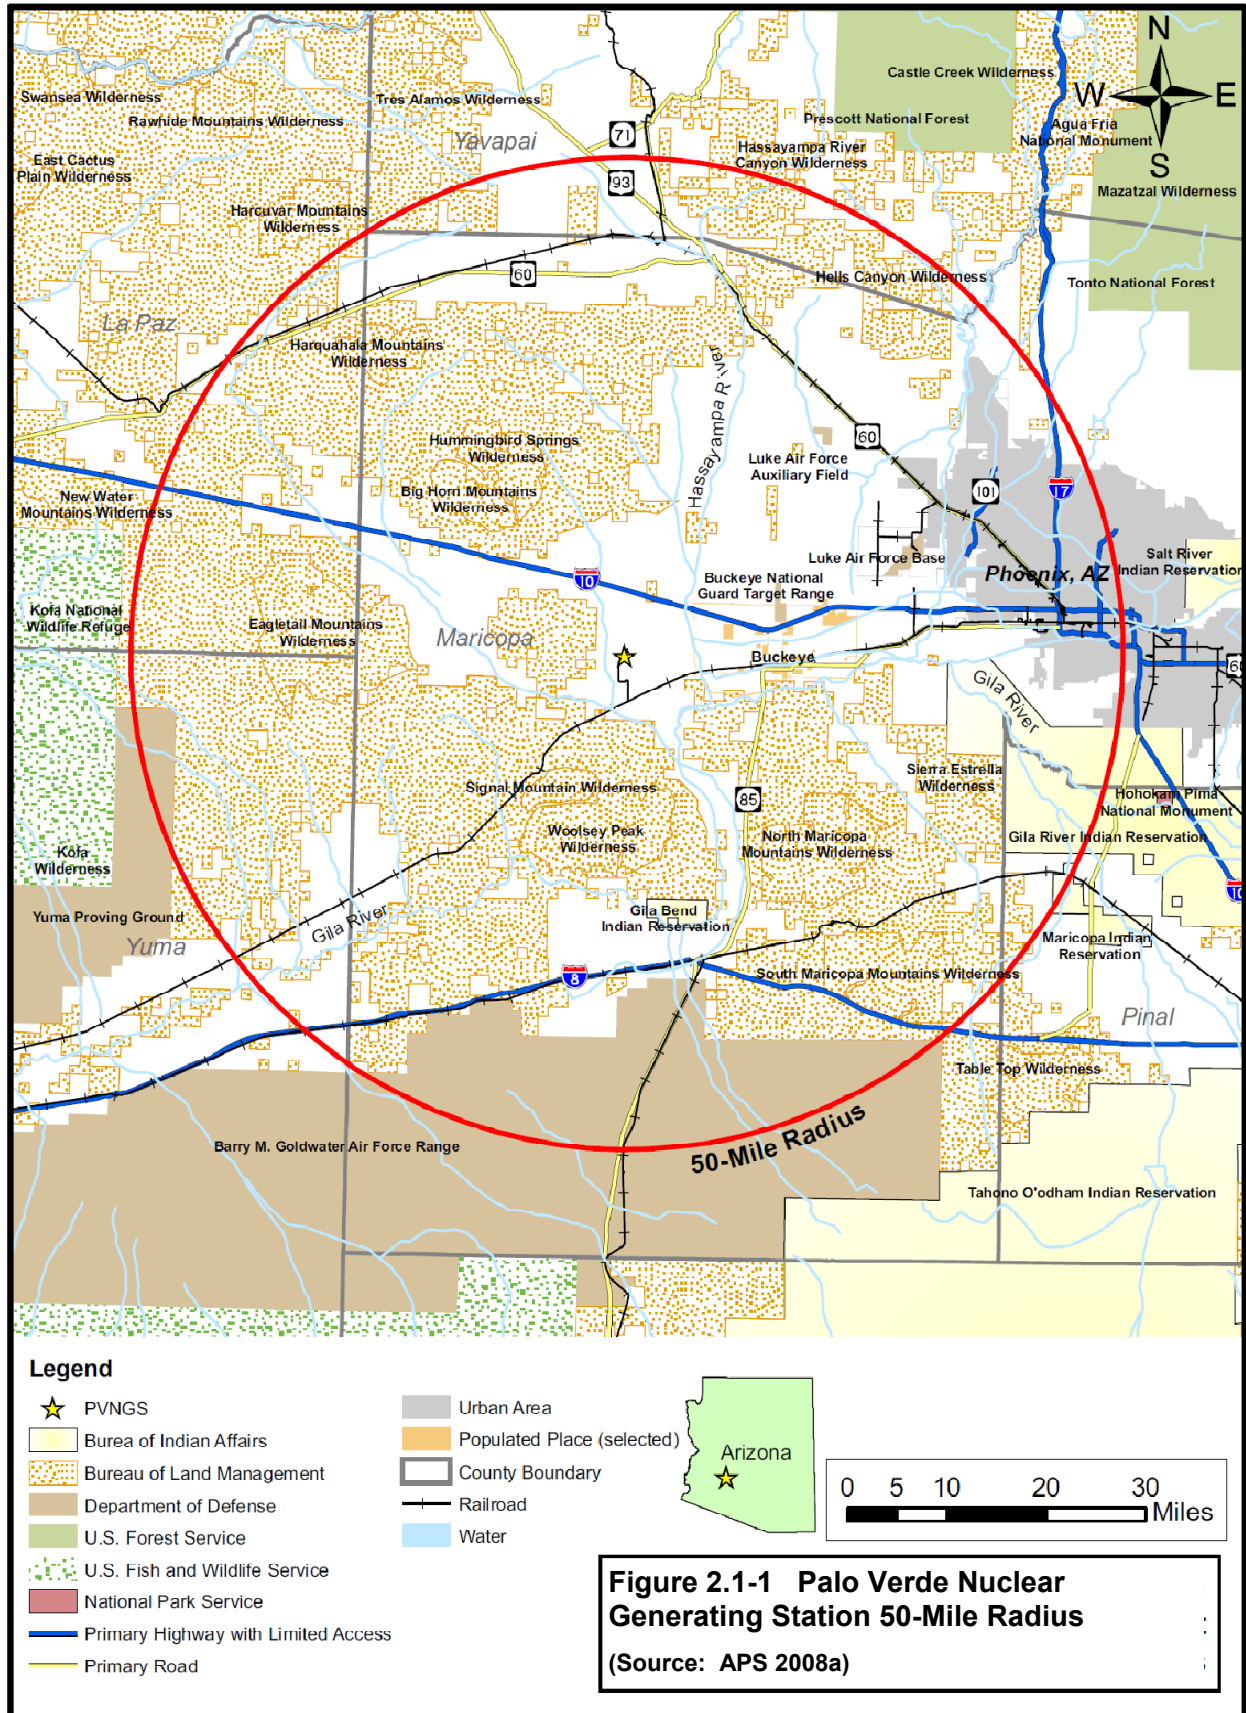 N
W E
S
Castle Creek Wilderness
Swansea Wilderness
Tres Alamos Wilderness
Rawhide Mountains Wilderness
Prescott National Forest
Agua Fria
National Monument
71
Yavapai
Hassayampa River
Canyon Wilderness
East Cactus
Plain Wilderness
93
Mazatzal Wilderness
Harcuvar Mountains
Wilderness
60
Hells Canyon Wilderness
Tonto National Forest
La Paz
Harquahala Mountains
Wilderness
Hassayampa River
60
Hummingbird Springs
Wilderness
Luke Air Force
Auxiliary Field
New Water
Mountains Wilderness
Big Horn Mountains
Wilderness
101
17
Luke Air Force Base
Salt River
Indian Reservation
Phoenix, AZ
10
Buckeye National
Guard Target Range
Kofa National
Wildlife Refuge
Eagletail Mountains
Wilderness
Maricopa
Buckeye
60
Gila River
Signal Mountain Wilderness
Sierra Estrella
Wilderness
85
Hohokam Pima
National Monument
Woolsey Peak
Wilderness
North Maricopa
Mountains Wilderness
Gila River Indian Reservation
Kofa
Wilderness
10
Yuma Proving Ground
Gila River
Gila Bend
Indian Reservation
Yuma
Maricopa Indian
Reservation
8
South Maricopa Mountains Wilderness
Pinal
Table Top Wilderness
50-Mile Radius
Barry M. Goldwater Air Force Range
Tahono O'odham Indian Reservation
Legend
PVNGS
Burea of Indian Affairs
Bureau of Land Management
Department of Defense
U.S. Forest Service
U.S. Fish and Wildlife Service
National Park Service
Primary Highway with Limited Access
Primary Road
Urban Area
Populated Place (selected)
County Boundary
Railroad
Water
Arizona
0 5 10 20 30
Miles
Figure 2.1-1 Palo Verde Nuclear
Generating Station 50-Mile Radius
(Source: APS 2008a)